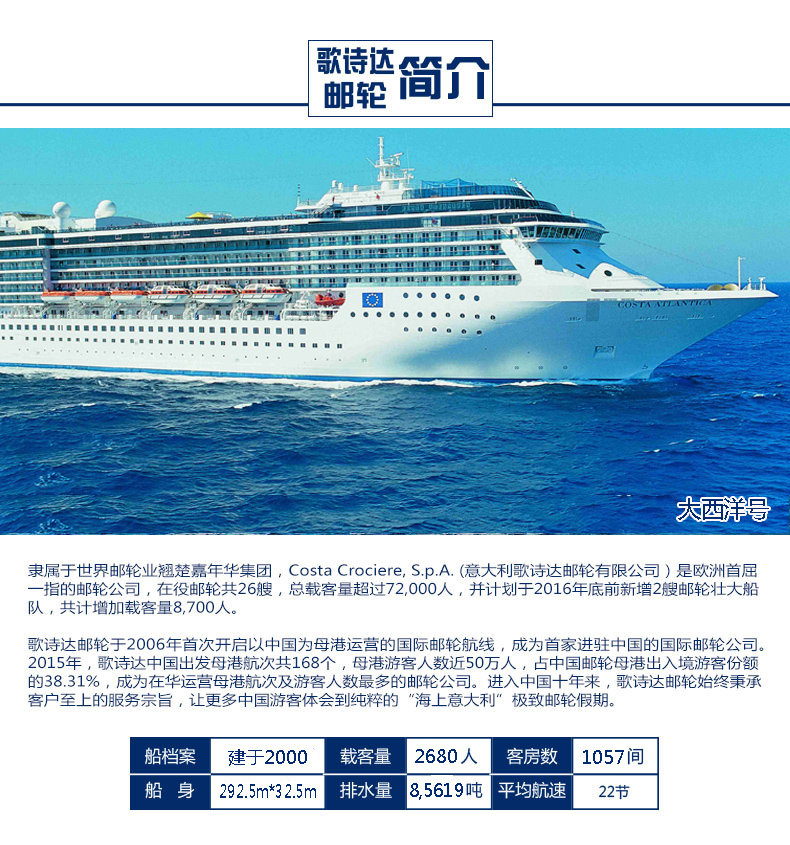 歌诗达
邮轮
简介
COSTA ATLANTICA
大西洋号
隶属于世界邮轮业翘楚嘉年华集团，Costa Crociere, S.p.A. (意大利歌诗达邮轮有限公司）是欧洲首屈
一指的邮轮公司，在役邮轮共26艘，总载客量超过72,000人，并计划于2016年底前新增2艘邮轮壮大船
队，共计增加载客量8,700人。
歌诗达邮轮于2006年首次开启以中国为母港运营的国际邮轮航线，成为首家进驻中国的国际邮轮公司。
2015年，歌诗达中国出发母港航次共168个，母港游客人数近50万人，占中国邮轮母港出入境游客份额
的38.31%，成为在华运营母港航次及游客人数最多的邮轮公司。进入中国十年来，歌诗达邮轮始终秉承
客户至上的服务宗旨，让更多中国游客体会到纯粹的“海上意大利”极致邮轮假期。
船档案 建于2000 载客量 2680人 客房数 1057间
船 身 292.5m*32.5m 排水量 8,5619吨 平均航速 22节